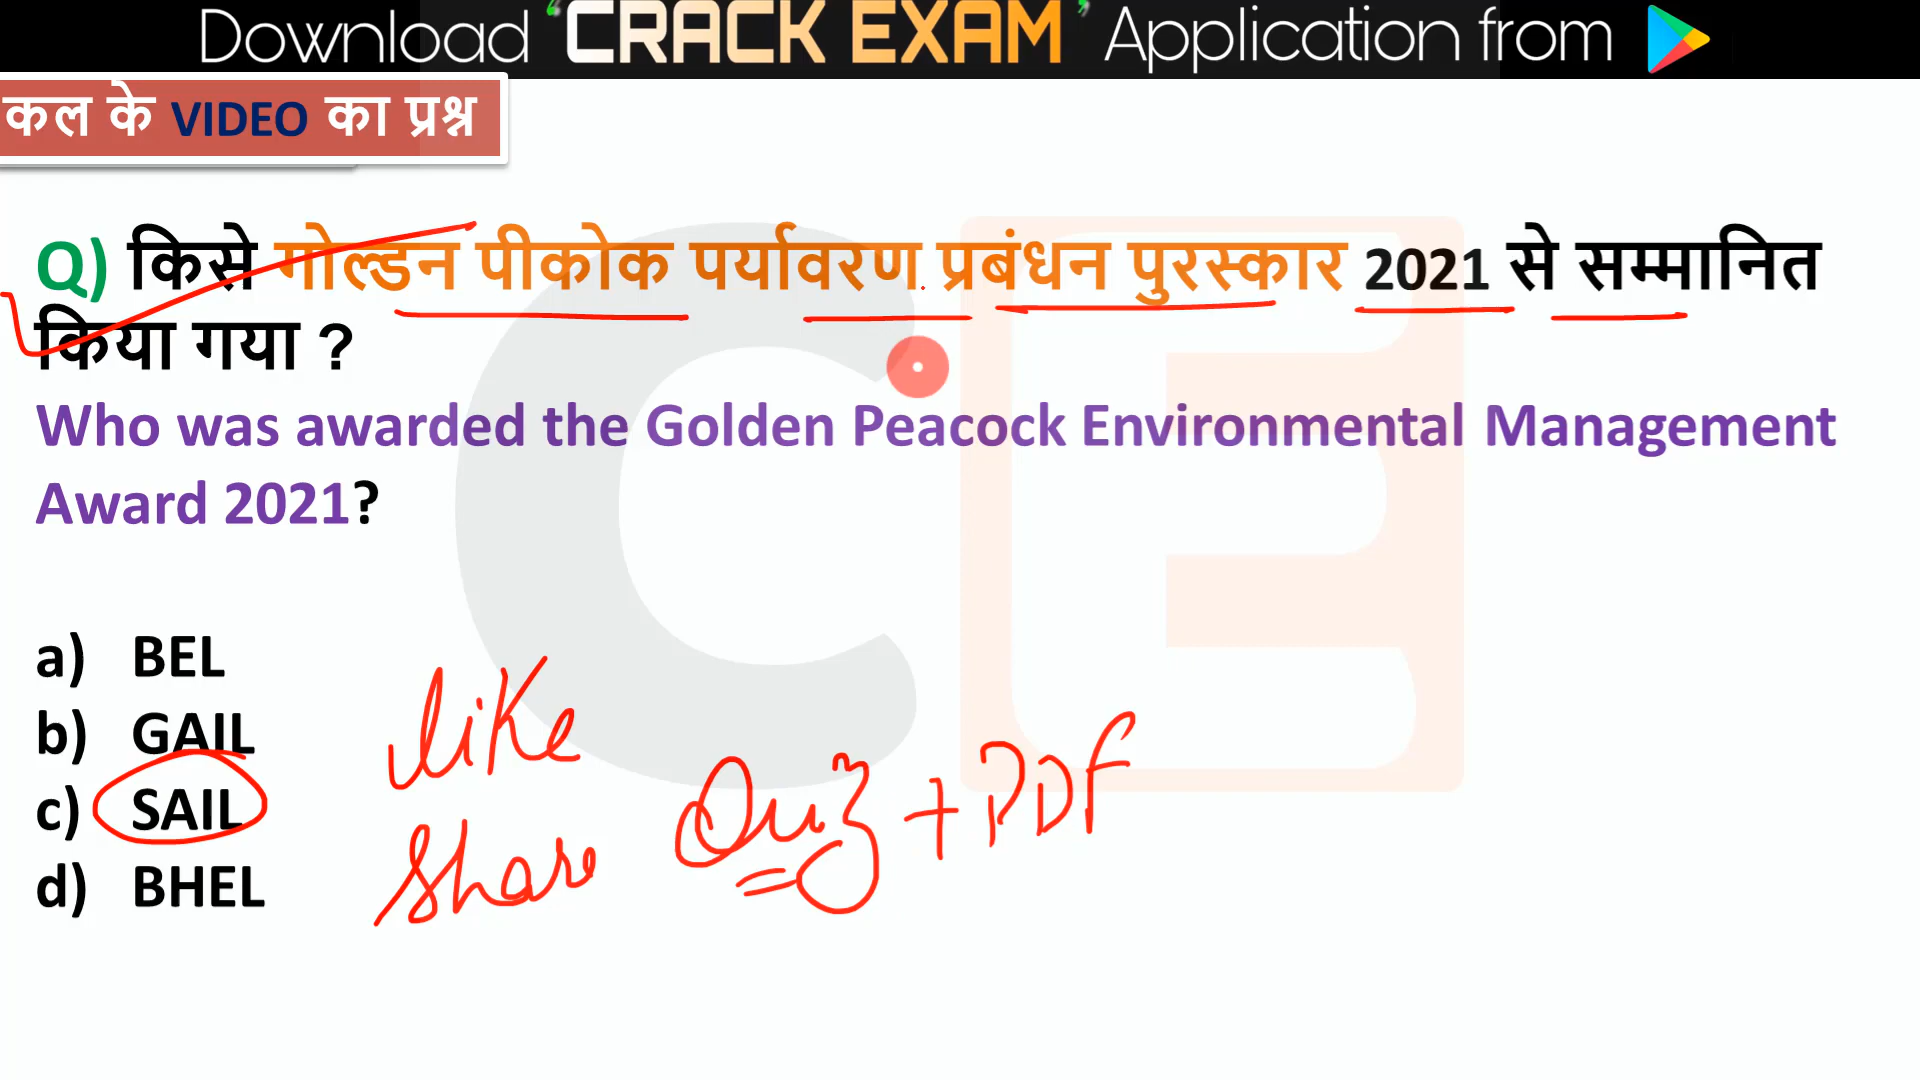 Download ‘CRACK EXAM’ Application from
कल के VIDEO का प्रश्न
Q) किसे गोल्डन पीकोक पर्यावरण प्रबंधन पुरस्कार 2021 से सम्मानित
किया गया ?
Who was awarded the Golden Peacock Environmental Management
Award 2021?
a) BEL
b) GAIL
c) SAIL
d) BHEL
like
Share
Quiz + PDF
CE